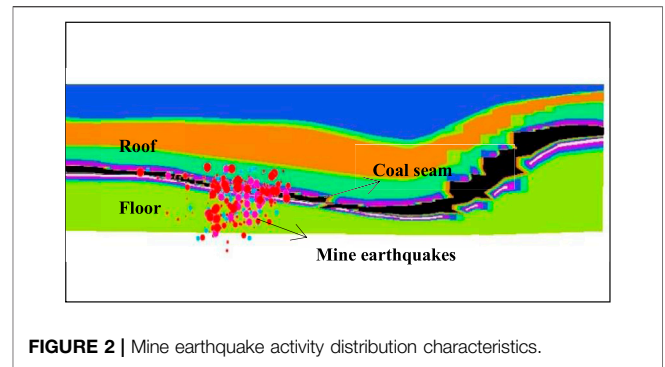 Roof
Coal seam
Floor
Mine earthquakes
FIGURE 2 | Mine earthquake activity distribution characteristics.